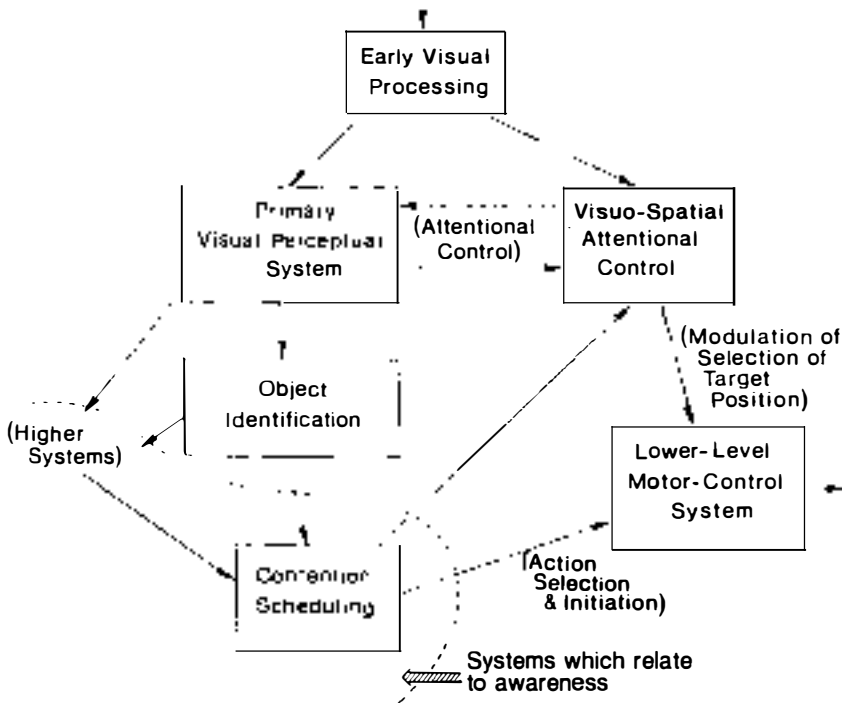 Early Visual
Processing
Primary
Visual Perceptual
System
(Attentional
Control)
Visuo-Spatial
Attentional
Control
(Modulation of
Selection of
Target
Position)
Object
Identification
(Higher
Systems)
Lower-Level
Motor-Control
System
Contention
Scheduling
(Action
Selection
& Initiation)
Systems which relate
to awareness